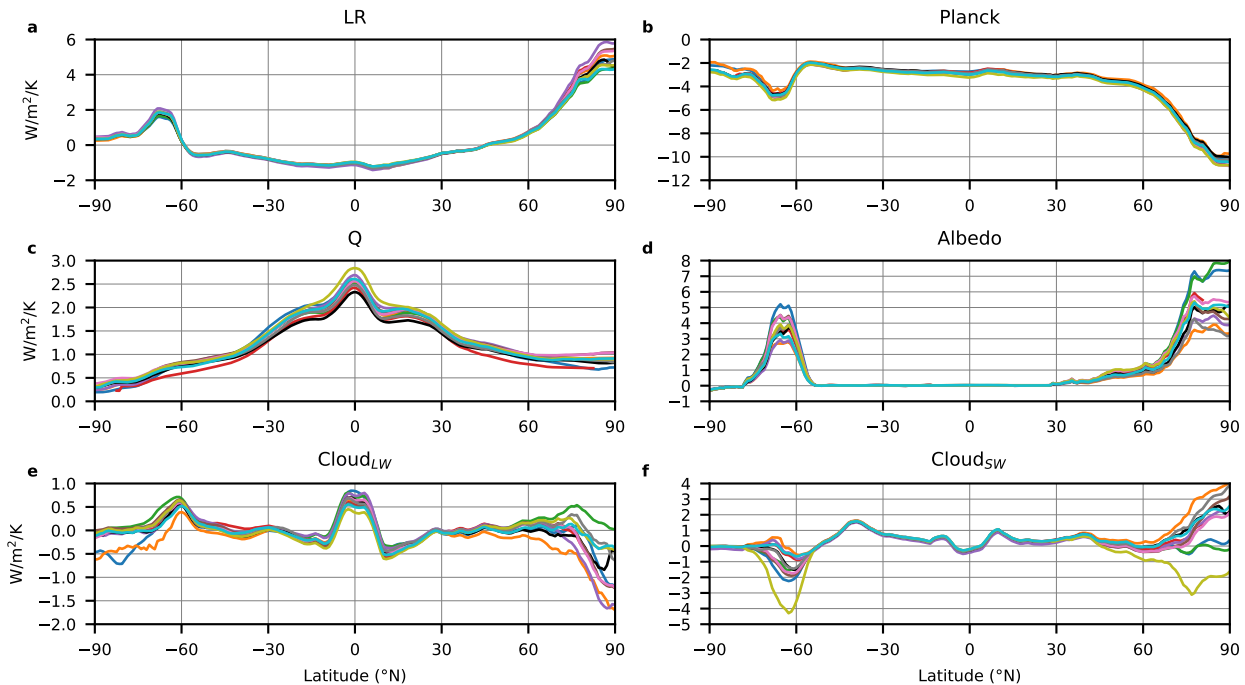 a LR
b Planck
W/m²/K
6
4
2
0
−2
−90 −60 −30 0 30 60 90
0
−2
−4
−6
−8
−10
−12
−90 −60 −30 0 30 60 90
c Q
d Albedo
W/m²/K
3.0
2.5
2.0
1.5
1.0
0.5
0.0
−90 −60 −30 0 30 60 90
8
7
6
5
4
3
2
1
0
−1
−90 −60 −30 0 30 60 90
e Cloud_LW
f Cloud_SW
W/m²/K
1.0
0.5
0.0
−0.5
−1.0
−1.5
−2.0
−90 −60 −30 0 30 60 90
Latitude (°N)
4
3
2
1
0
−1
−2
−3
−4
−5
−90 −60 −30 0 30 60 90
Latitude (°N)